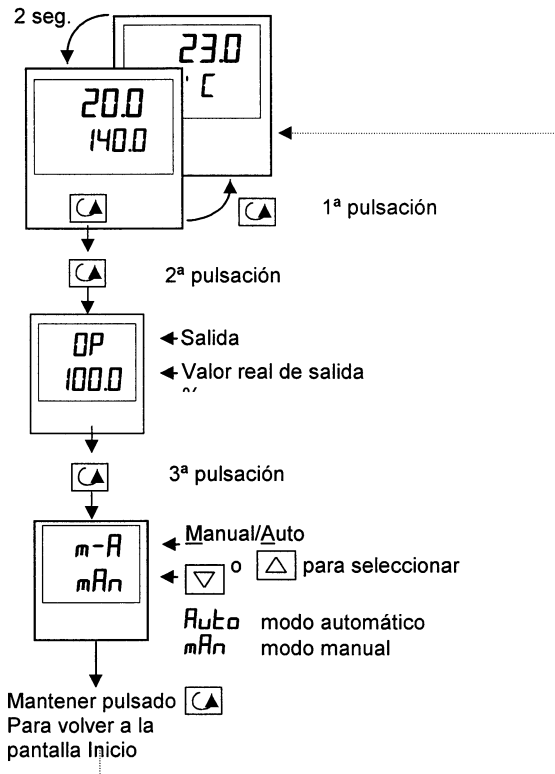 2 seg.
23.0
° C
20.0
140.0
1ª pulsación
2ª pulsación
OP
100.0
Salida
Valor real de salida
%
3ª pulsación
m-A
mAn
Manual/Auto
o para seleccionar
Auto modo automático
mAn modo manual
Mantener pulsado
Para volver a la
pantalla Inicio